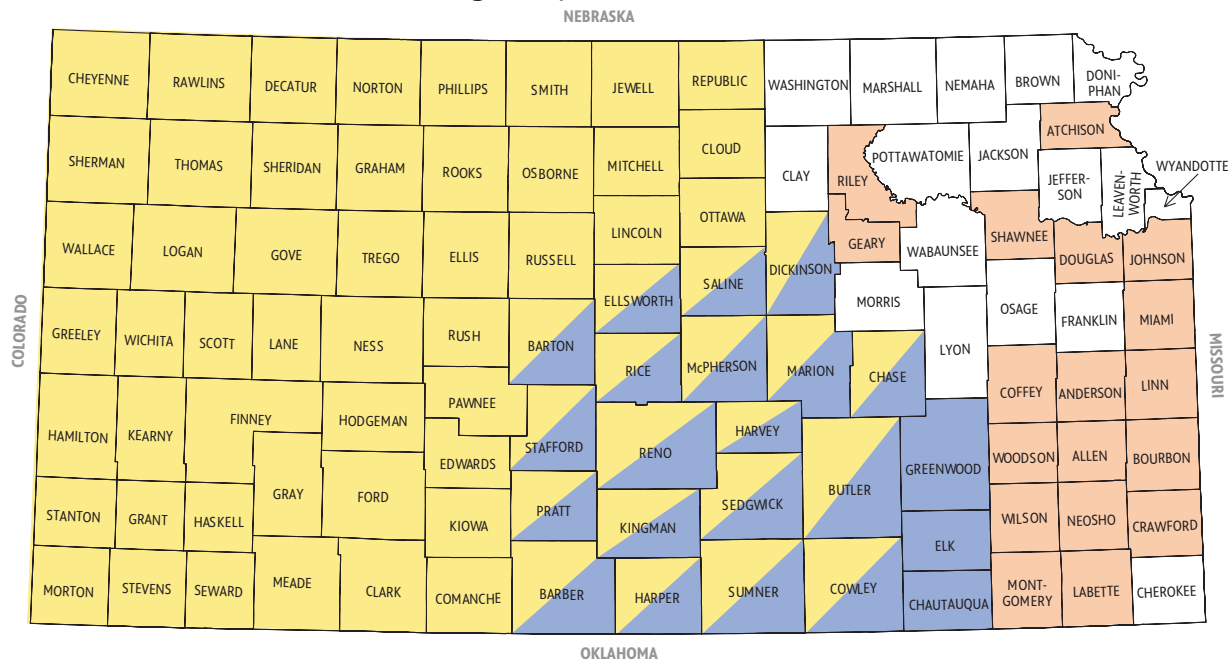 NEBRASKA
CHEYENNE
RAWLINS
DECATUR
NORTON
PHILLIPS
SMITH
JEWELL
REPUBLIC
WASHINGTON
MARSHALL
NEMAHA
BROWN
DONI-
PHAN
SHERMAN
THOMAS
SHERIDAN
GRAHAM
ROOKS
OSBORNE
MITCHELL
CLOUD
CLAY
RILEY
POTTAWATOMIE
JACKSON
ATCHISON
JEFFER-
SON
LEAVEN-
WORTH
WYANDOTTE
WALLACE
LOGAN
GOVE
TREGO
ELLIS
RUSSELL
LINCOLN
OTTAWA
DICKINSON
GEARY
WABAUNSEE
SHAWNEE
DOUGLAS
JOHNSON
COLORADO
GREELEY
WICHITA
SCOTT
LANE
NESS
RUSH
BARTON
ELLSWORTH
SALINE
MORRIS
LYON
OSAGE
FRANKLIN
MIAMI
MISSOURI
RICE
McPHERSON
MARION
CHASE
COFFEY
ANDERSON
LINN
HAMILTON
KEARNY
FINNEY
HODGEMAN
PAWNEE
STAFFORD
RENO
HARVEY
BUTLER
GREENWOOD
WOODSON
ALLEN
BOURBON
EDWARDS
GRAY
FORD
STANTON
GRANT
HASKELL
KIOWA
PRATT
KINGMAN
SEDGWICK
ELK
WILSON
NEOSHO
CRAWFORD
MORTON
STEVENS
SEWARD
MEADE
CLARK
COMANCHE
BARBER
HARPER
SUMNER
COWLEY
CHAUTAUQUA
MONT-
GOMERY
LABETTE
CHEROKEE
OKLAHOMA